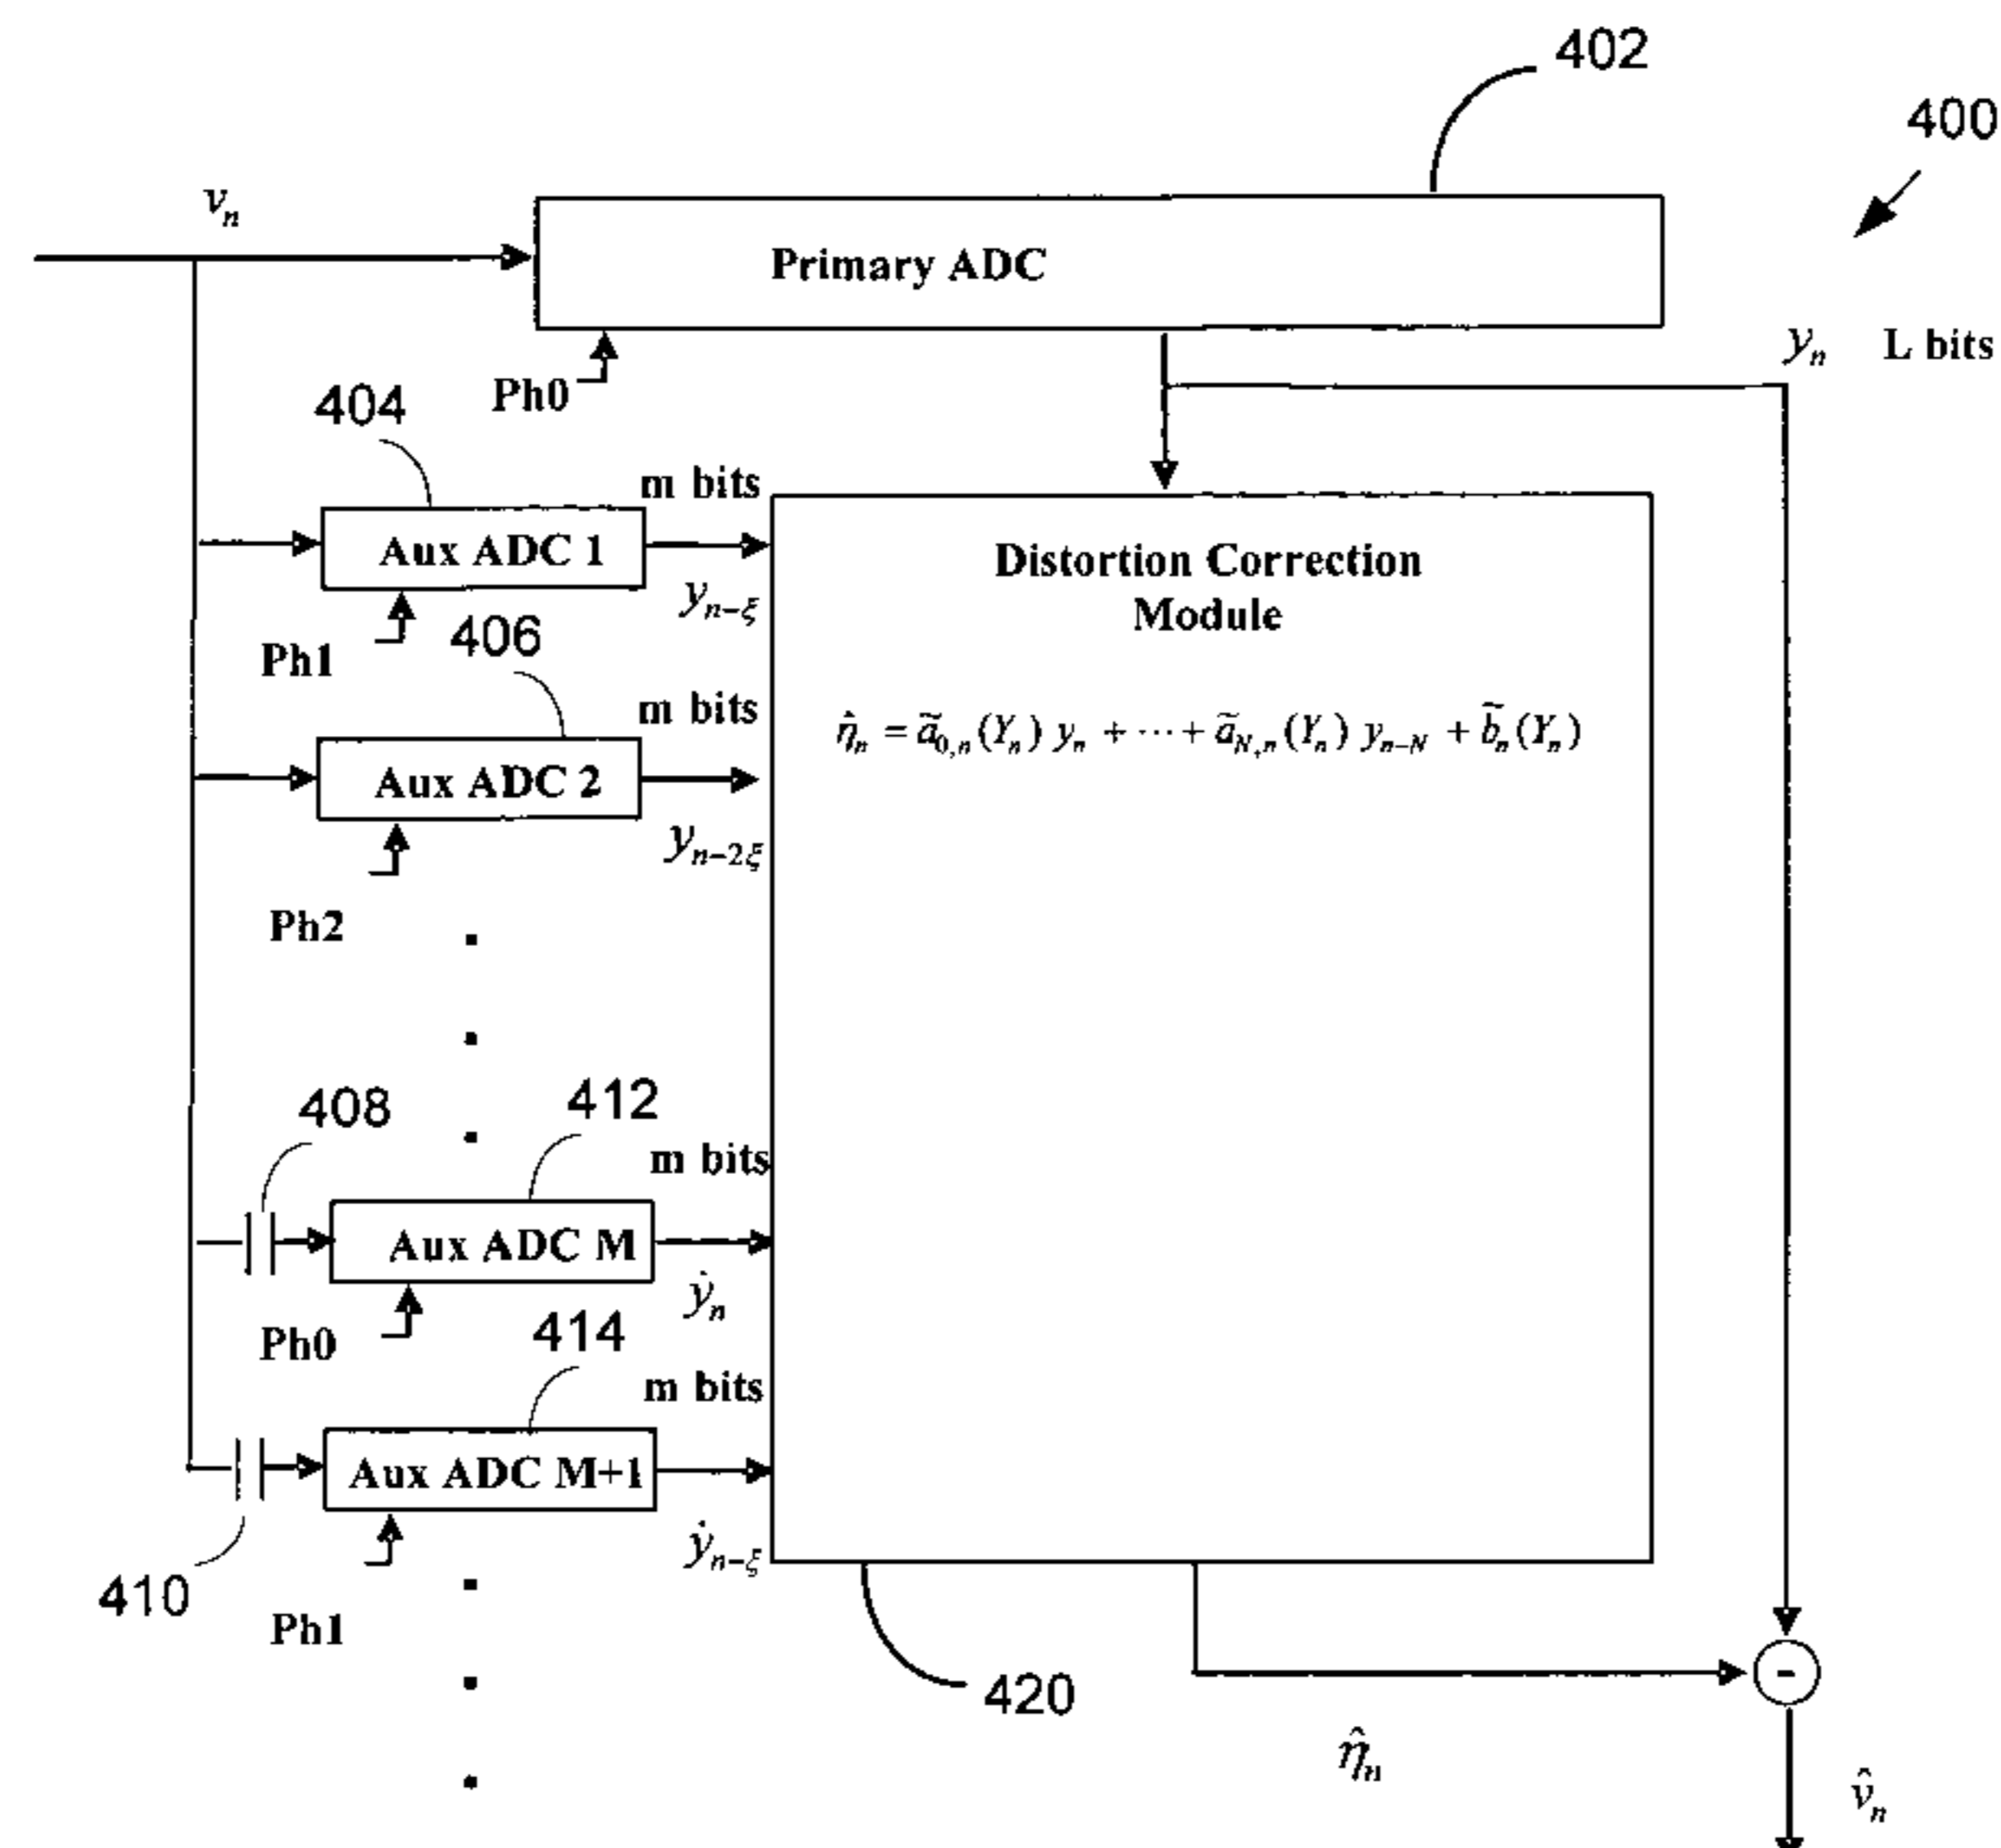 402
400
v_n
Primary ADC
y_n L bits
Ph0
404
m bits
Aux ADC 1
y_{n-ξ}
Ph1
406
m bits
Aux ADC 2
y_{n-2ξ}
Ph2
Distortion Correction
Module
η̂_n = ã_{0,n}(Y_n) y_n + ⋯ + ã_{N,n}(Y_n) y_{n-N} + b̃_n(Y_n)
408
412
m bits
Aux ADC M
ẏ_n
Ph0
414
m bits
Aux ADC M+1
ẏ_{n-ξ}
410
Ph1
420
-
η̂_n
v̂_n